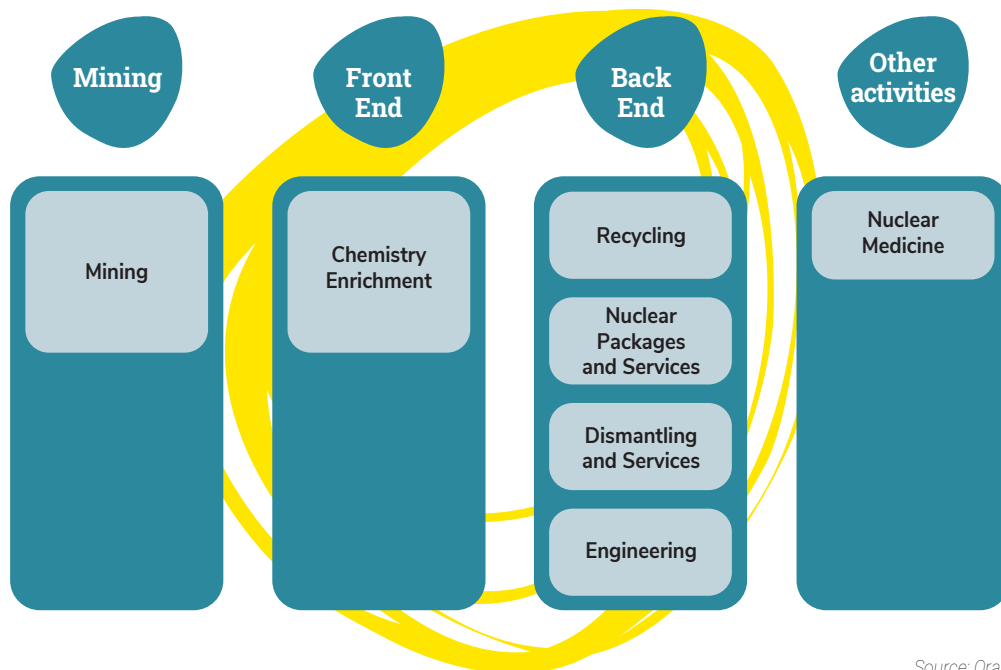 Mining
Front
End
Back
End
Other
activities
Mining
Chemistry
Enrichment
Recycling
Nuclear
Packages
and Services
Dismantling
and Services
Engineering
Nuclear
Medicine
Source: